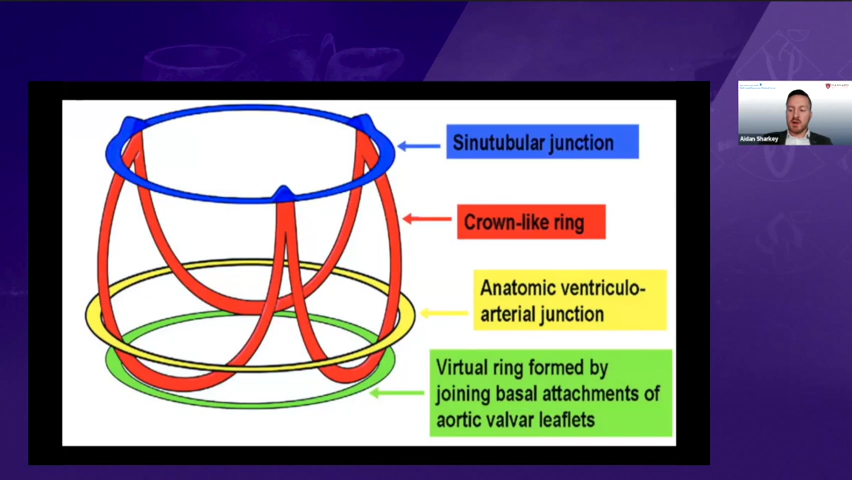 Sinutubular junction
Crown-like ring
Anatomic ventriculo-
arterial junction
Virtual ring formed by
joining basal attachments of
aortic valvar leaflets
Aidan Sharkey